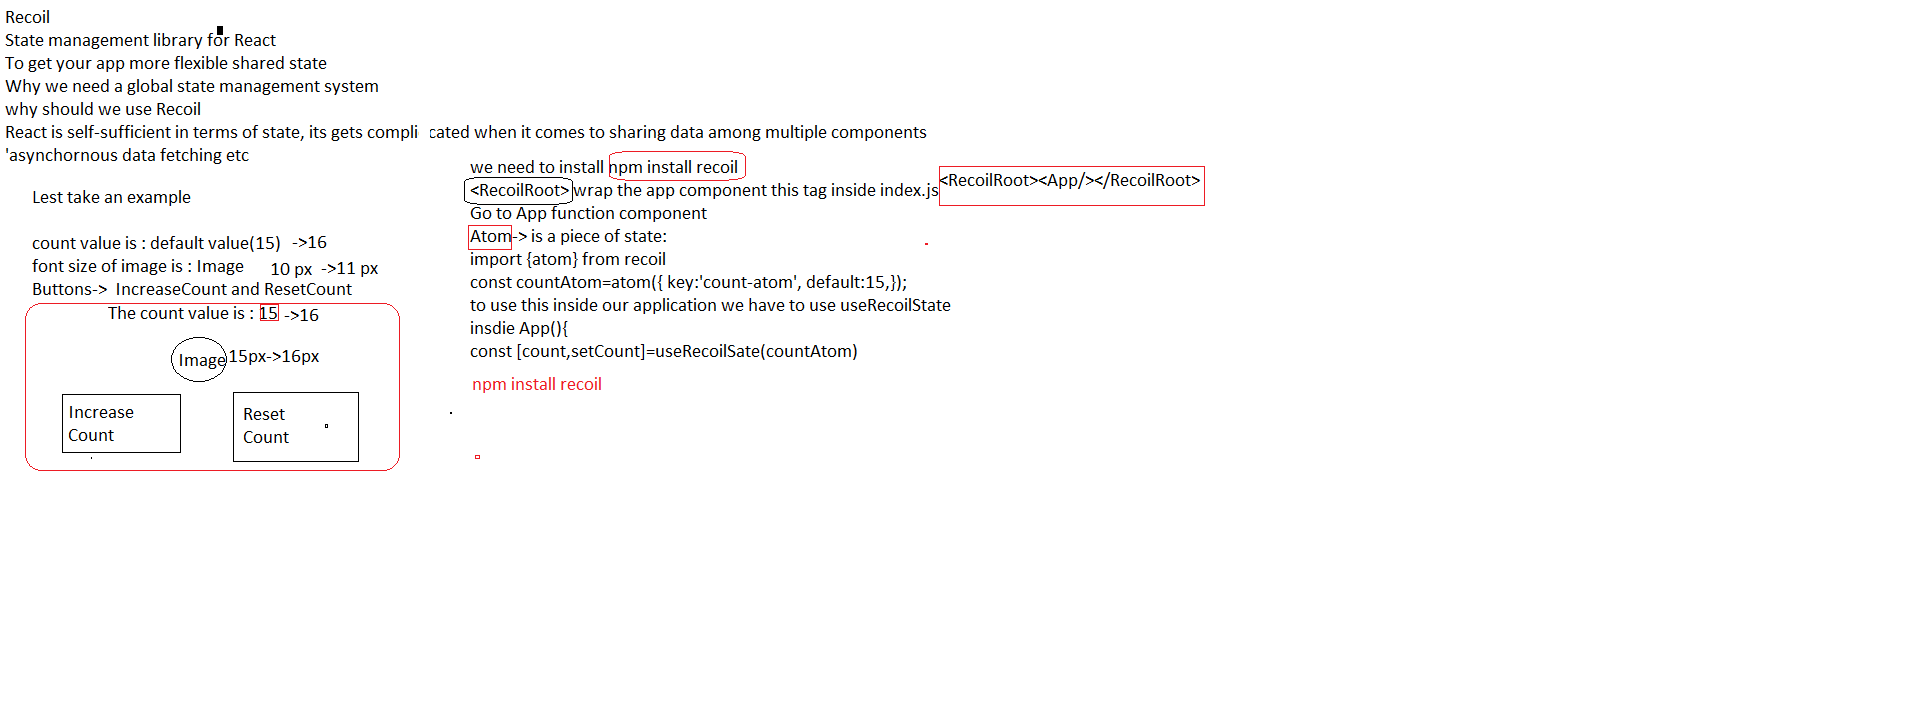 Recoil
State management library for React
To get your app more flexible shared state
Why we need a global state management system
why should we use Recoil
React is self-sufficient in terms of state, its gets compli cated when it comes to sharing data among multiple components
'asynchornous data fetching etc
Lest take an example
count value is : default value(15) ->16
font size of image is : Image 10 px ->11 px
Buttons-> IncreaseCount and ResetCount
The count value is : 15 ->16
Image 15px->16px
Increase
Count
Reset
Count
we need to install npm install recoil
<RecoilRoot> wrap the app component this tag inside index.js <RecoilRoot><App/></RecoilRoot>
Go to App function component
Atom-> is a piece of state:
import {atom} from recoil
const countAtom=atom({ key:'count-atom', default:15,});
to use this inside our application we have to use useRecoilState
insdie App(){
const [count,setCount]=useRecoilSate(countAtom)
npm install recoil